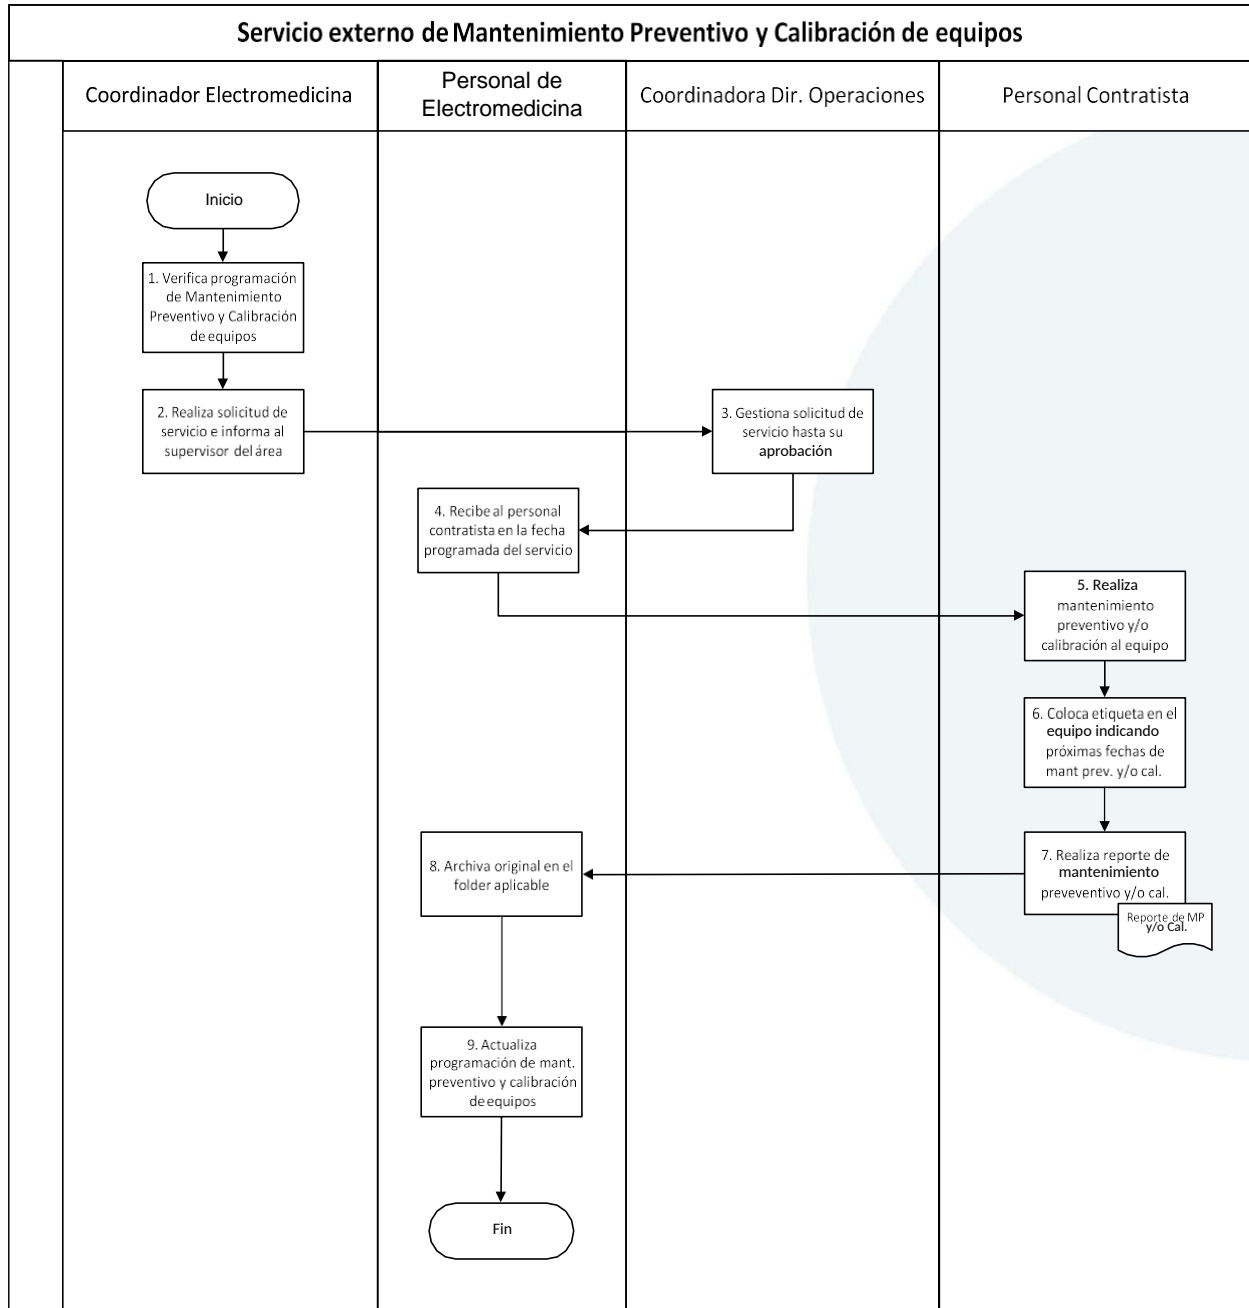 Servicio externo de Mantenimiento Preventivo y Calibración de equipos
Coordinador Electromedicina
Personal de
Electromedicina
Coordinadora Dir. Operaciones
Personal Contratista
Inicio
1. Verifica programación
de Mantenimiento
Preventivo y Calibración
de equipos
2. Realiza solicitud de
servicio e informa al
supervisor del área
3. Gestiona solicitud de
servicio hasta su
aprobación
4. Recibe al personal
contratista en la fecha
programada del servicio
5. Realiza
mantenimiento
preventivo y/o
calibración al equipo
6. Coloca etiqueta en el
equipo indicando
próximas fechas de
mant prev. y/o cal.
7. Realiza reporte de
mantenimiento
preveventivo y/o cal.
Reporte de MP
y/o Cal.
8. Archiva original en el
folder aplicable
9. Actualiza
programación de mant.
preventivo y calibración
de equipos
Fin